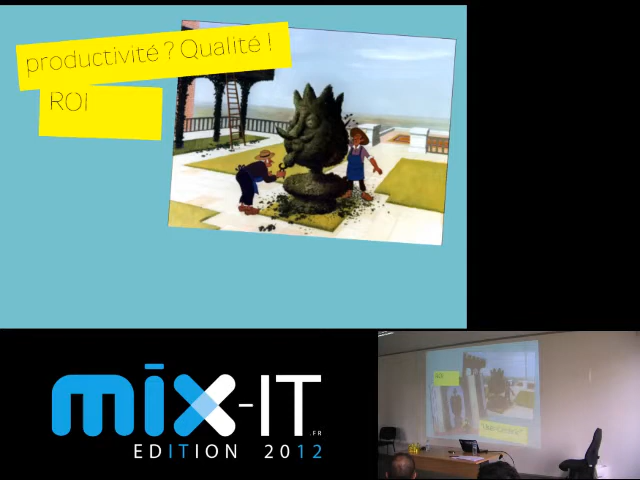 productivité ? Qualité !
ROI
mix-IT
.FR
EDITION 2012